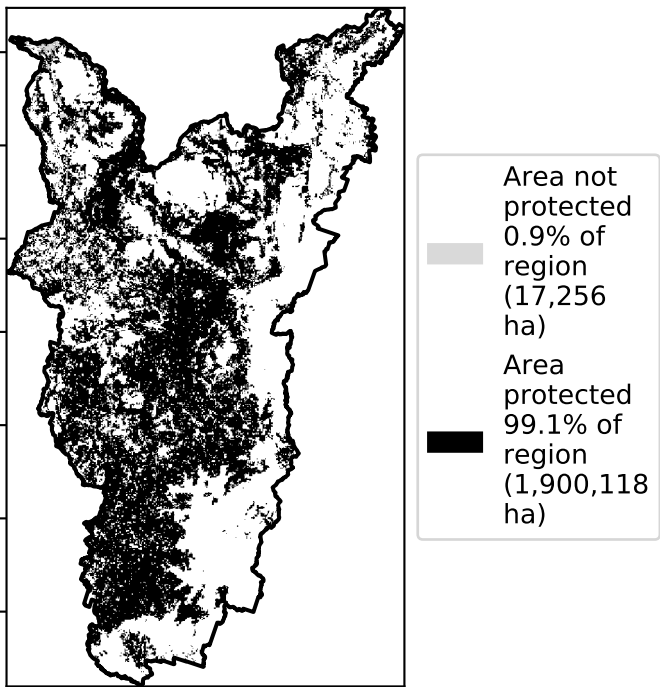 Area not
protected
0.9% of
region
(17,256
ha)
Area
protected
99.1% of
region
(1,900,118
ha)